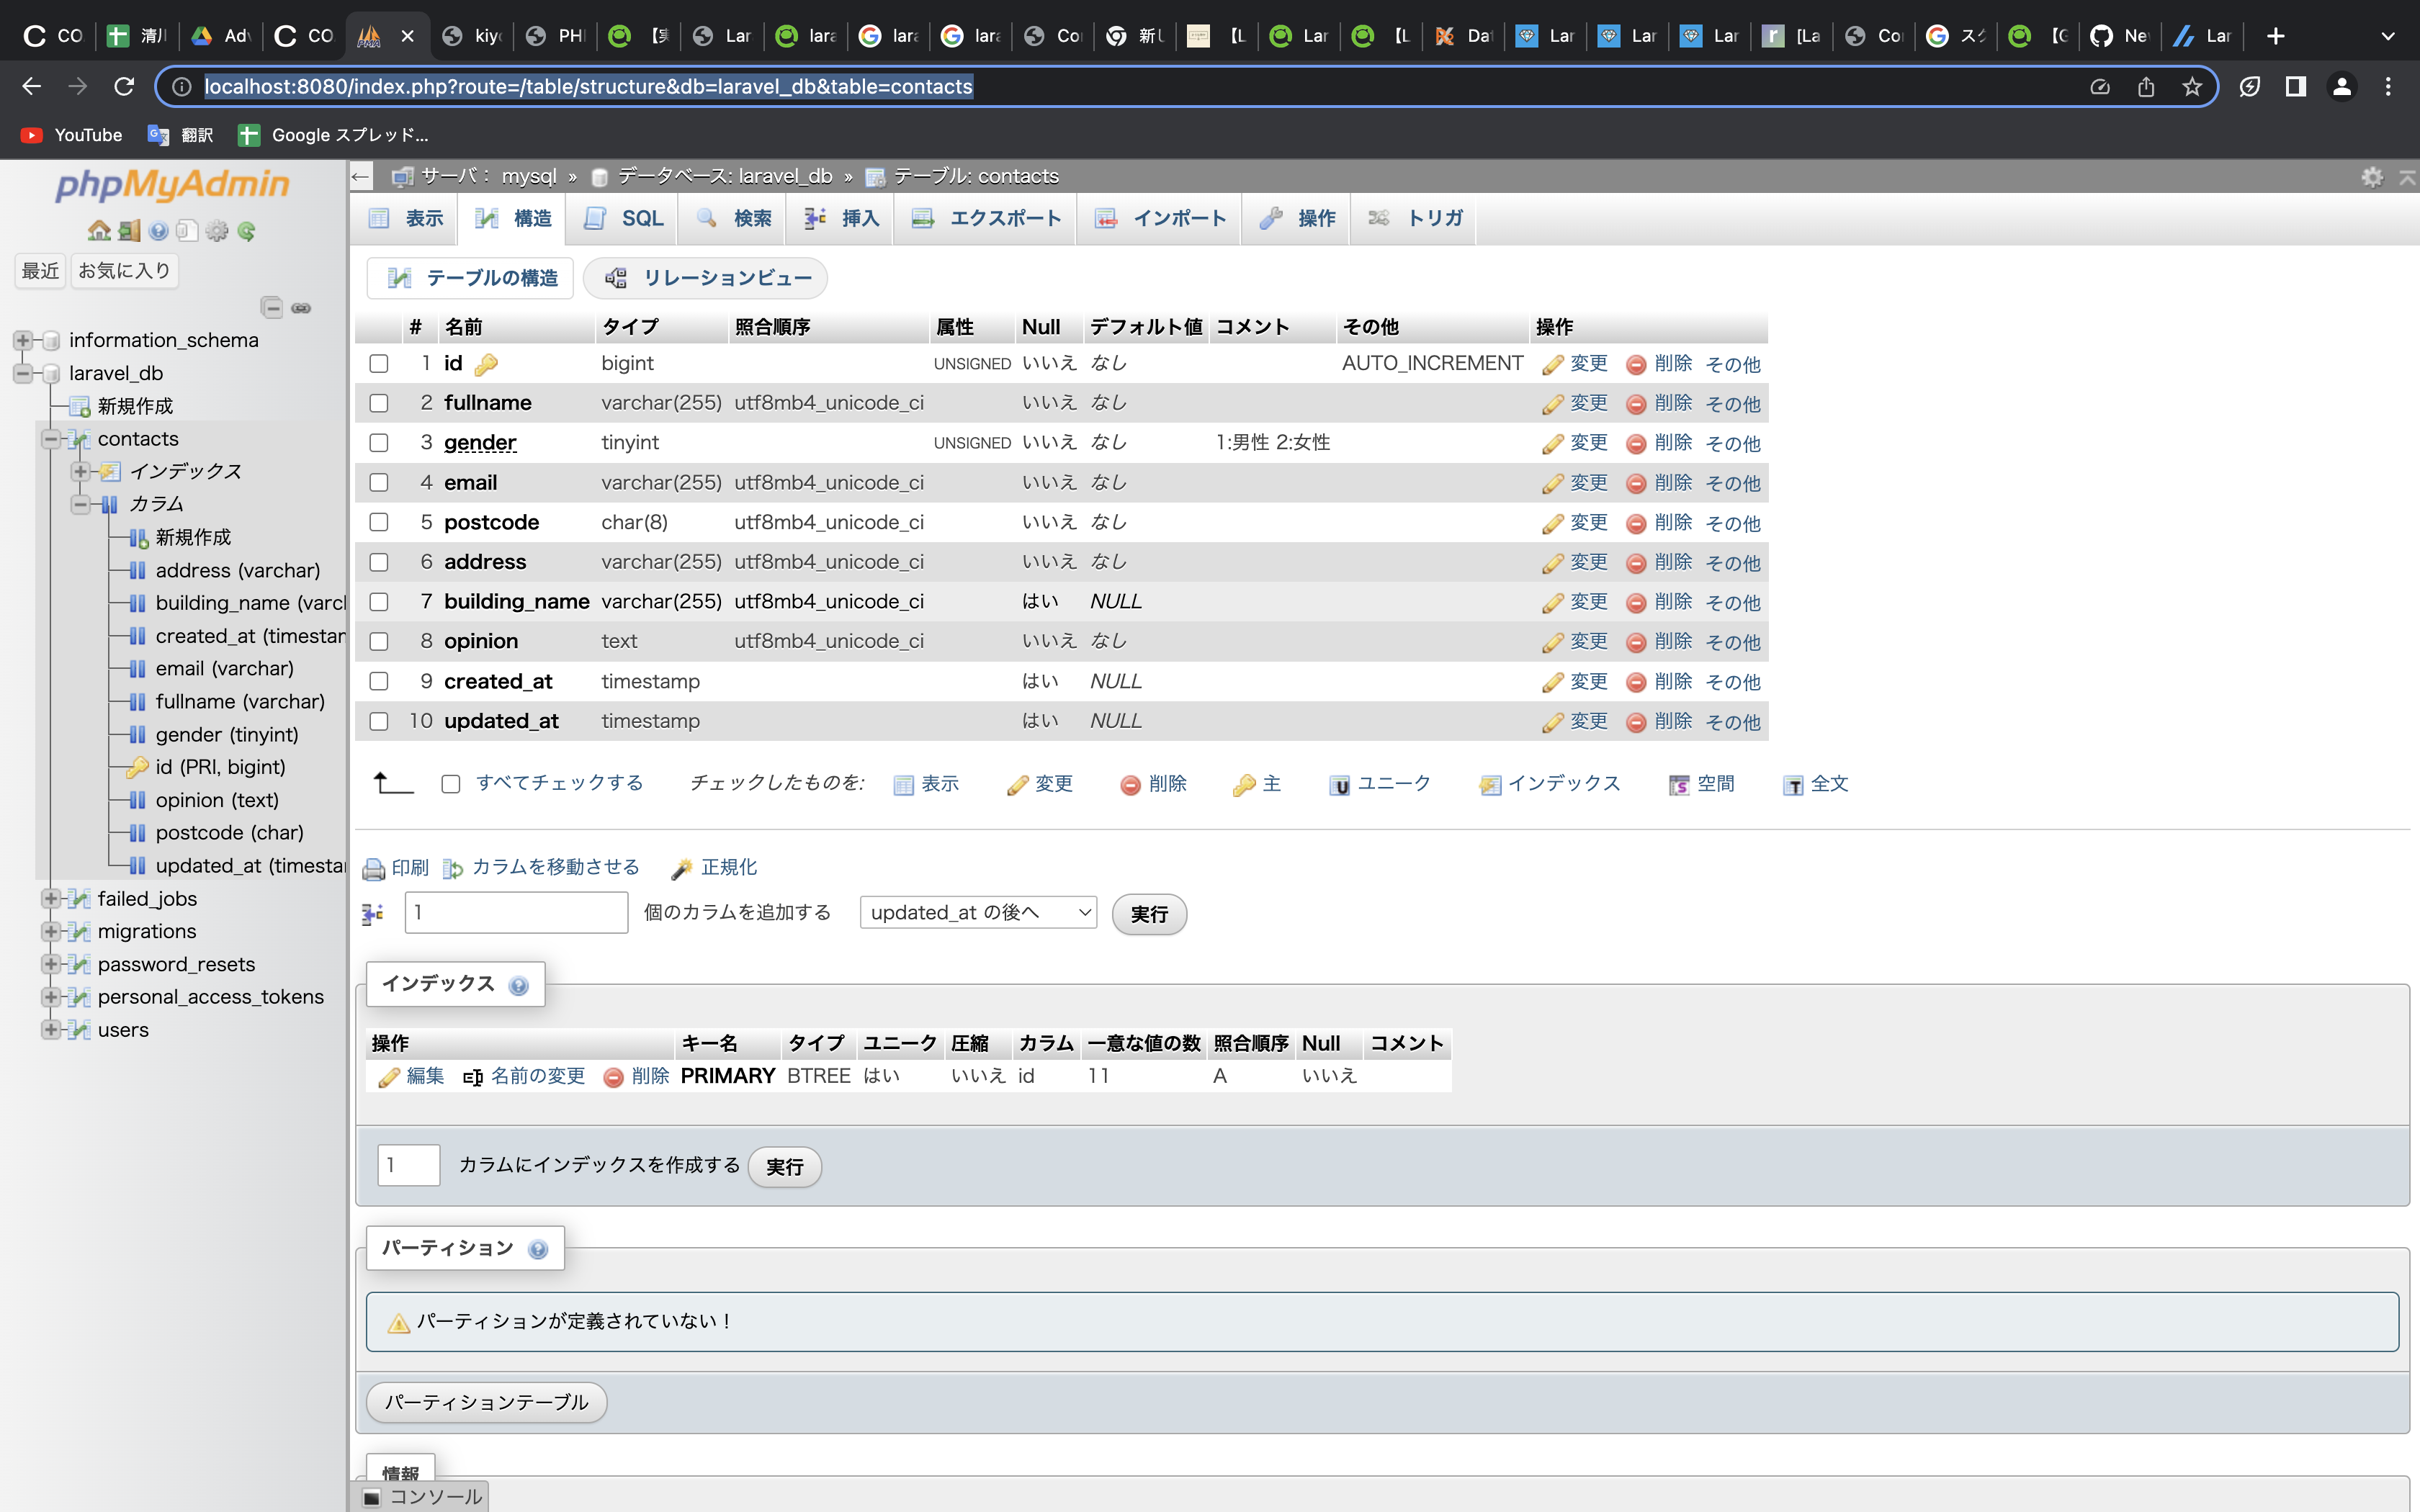 CO 清川 Adv CO kiyo PH 【実 Lar lara lara lara Co 新し 【L Lar 【L Dat Lar Lar Lar [La Co スク 【G Ne Lar
localhost:8080/index.php?route=/table/structure&db=laravel_db&table=contacts
YouTube 翻訳 Google スプレッド...
phpMyAdmin
最近 お気に入り
information_schema
laravel_db
新規作成
contacts
インデックス
カラム
新規作成
address (varchar)
building_name (varcl
created_at (timestar
email (varchar)
fullname (varchar)
gender (tinyint)
id (PRI, bigint)
opinion (text)
postcode (char)
updated_at (timesta
failed_jobs
migrations
password_resets
personal_access_tokens
users
サーバ： mysql » データベース: laravel_db » テーブル: contacts
表示 構造 SQL 検索 挿入 エクスポート インポート 操作 トリガ
テーブルの構造 リレーションビュー
# 名前 タイプ 照合順序 属性 Null デフォルト値 コメント その他 操作
1 id bigint UNSIGNED いいえ なし AUTO_INCREMENT 変更 削除 その他
2 fullname varchar(255) utf8mb4_unicode_ci いいえ なし 変更 削除 その他
3 gender tinyint UNSIGNED いいえ なし 1:男性 2:女性 変更 削除 その他
4 email varchar(255) utf8mb4_unicode_ci いいえ なし 変更 削除 その他
5 postcode char(8) utf8mb4_unicode_ci いいえ なし 変更 削除 その他
6 address varchar(255) utf8mb4_unicode_ci いいえ なし 変更 削除 その他
7 building_name varchar(255) utf8mb4_unicode_ci はい NULL 変更 削除 その他
8 opinion text utf8mb4_unicode_ci いいえ なし 変更 削除 その他
9 created_at timestamp はい NULL 変更 削除 その他
10 updated_at timestamp はい NULL 変更 削除 その他
すべてチェックする チェックしたものを: 表示 変更 削除 主 ユニーク インデックス 空間 全文
印刷 カラムを移動させる 正規化
1 個のカラムを追加する updated_at の後へ 実行
インデックス
操作 キー名 タイプ ユニーク 圧縮 カラム 一意な値の数 照合順序 Null コメント
編集 名前の変更 削除 PRIMARY BTREE はい いいえ id 11 A いいえ
1 カラムにインデックスを作成する 実行
パーティション
パーティションが定義されていない！
パーティションテーブル
情報
コンソール